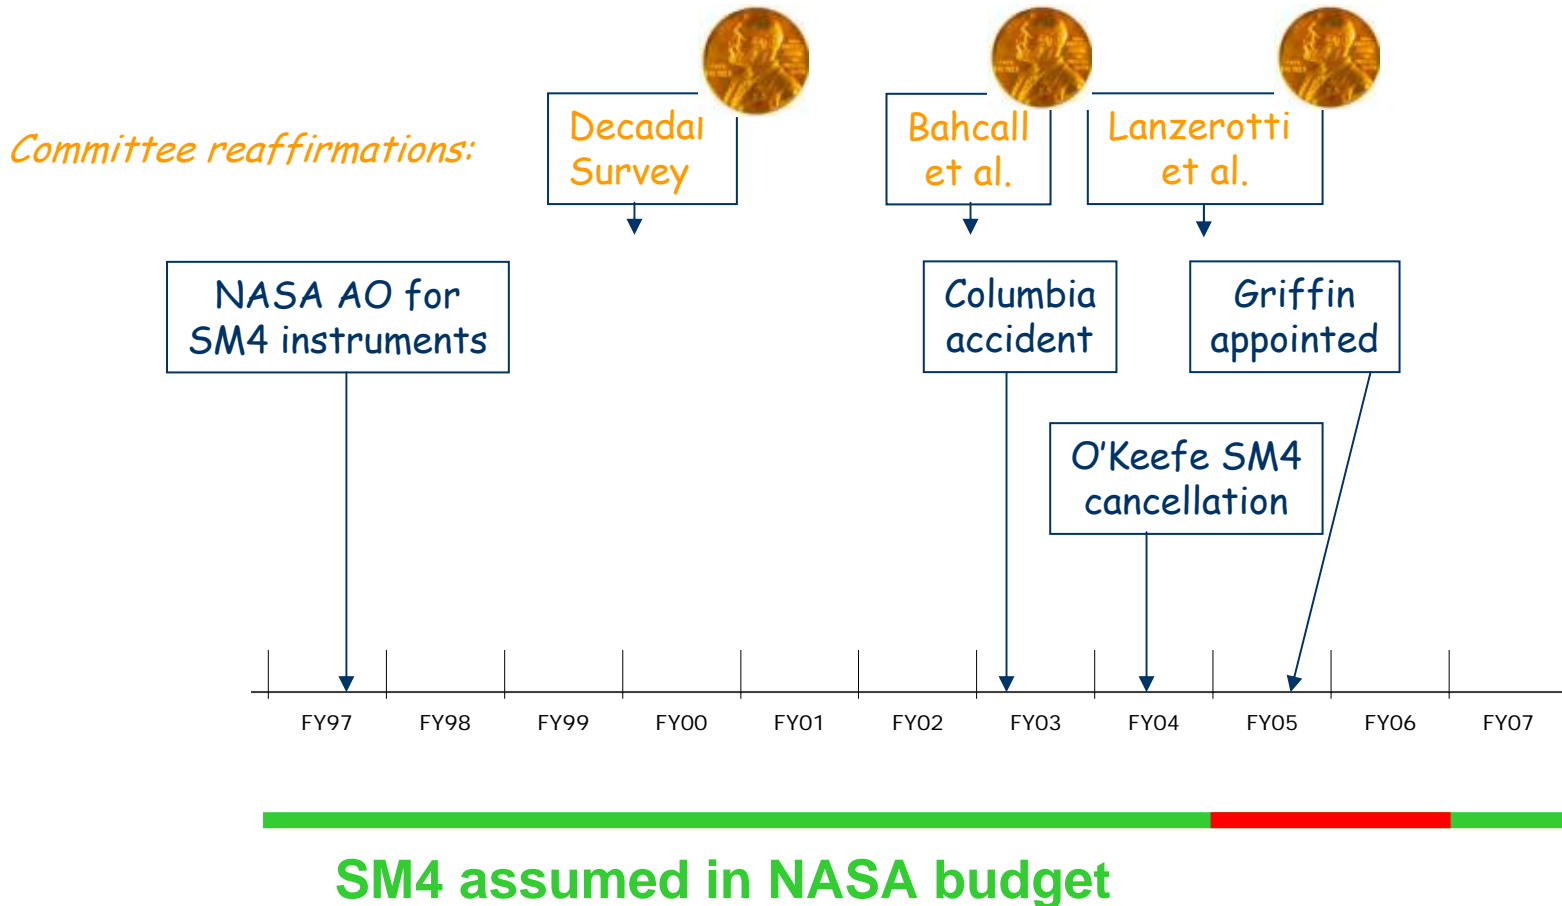 Committee reaffirmations:
Decadal
Survey
Bahcall
et al.
Lanzerotti
et al.
NASA AO for
SM4 instruments
Columbia
accident
Griffin
appointed
O'Keefe SM4
cancellation
FY97 FY98 FY99 FY00 FY01 FY02 FY03 FY04 FY05 FY06 FY07
SM4 assumed in NASA budget